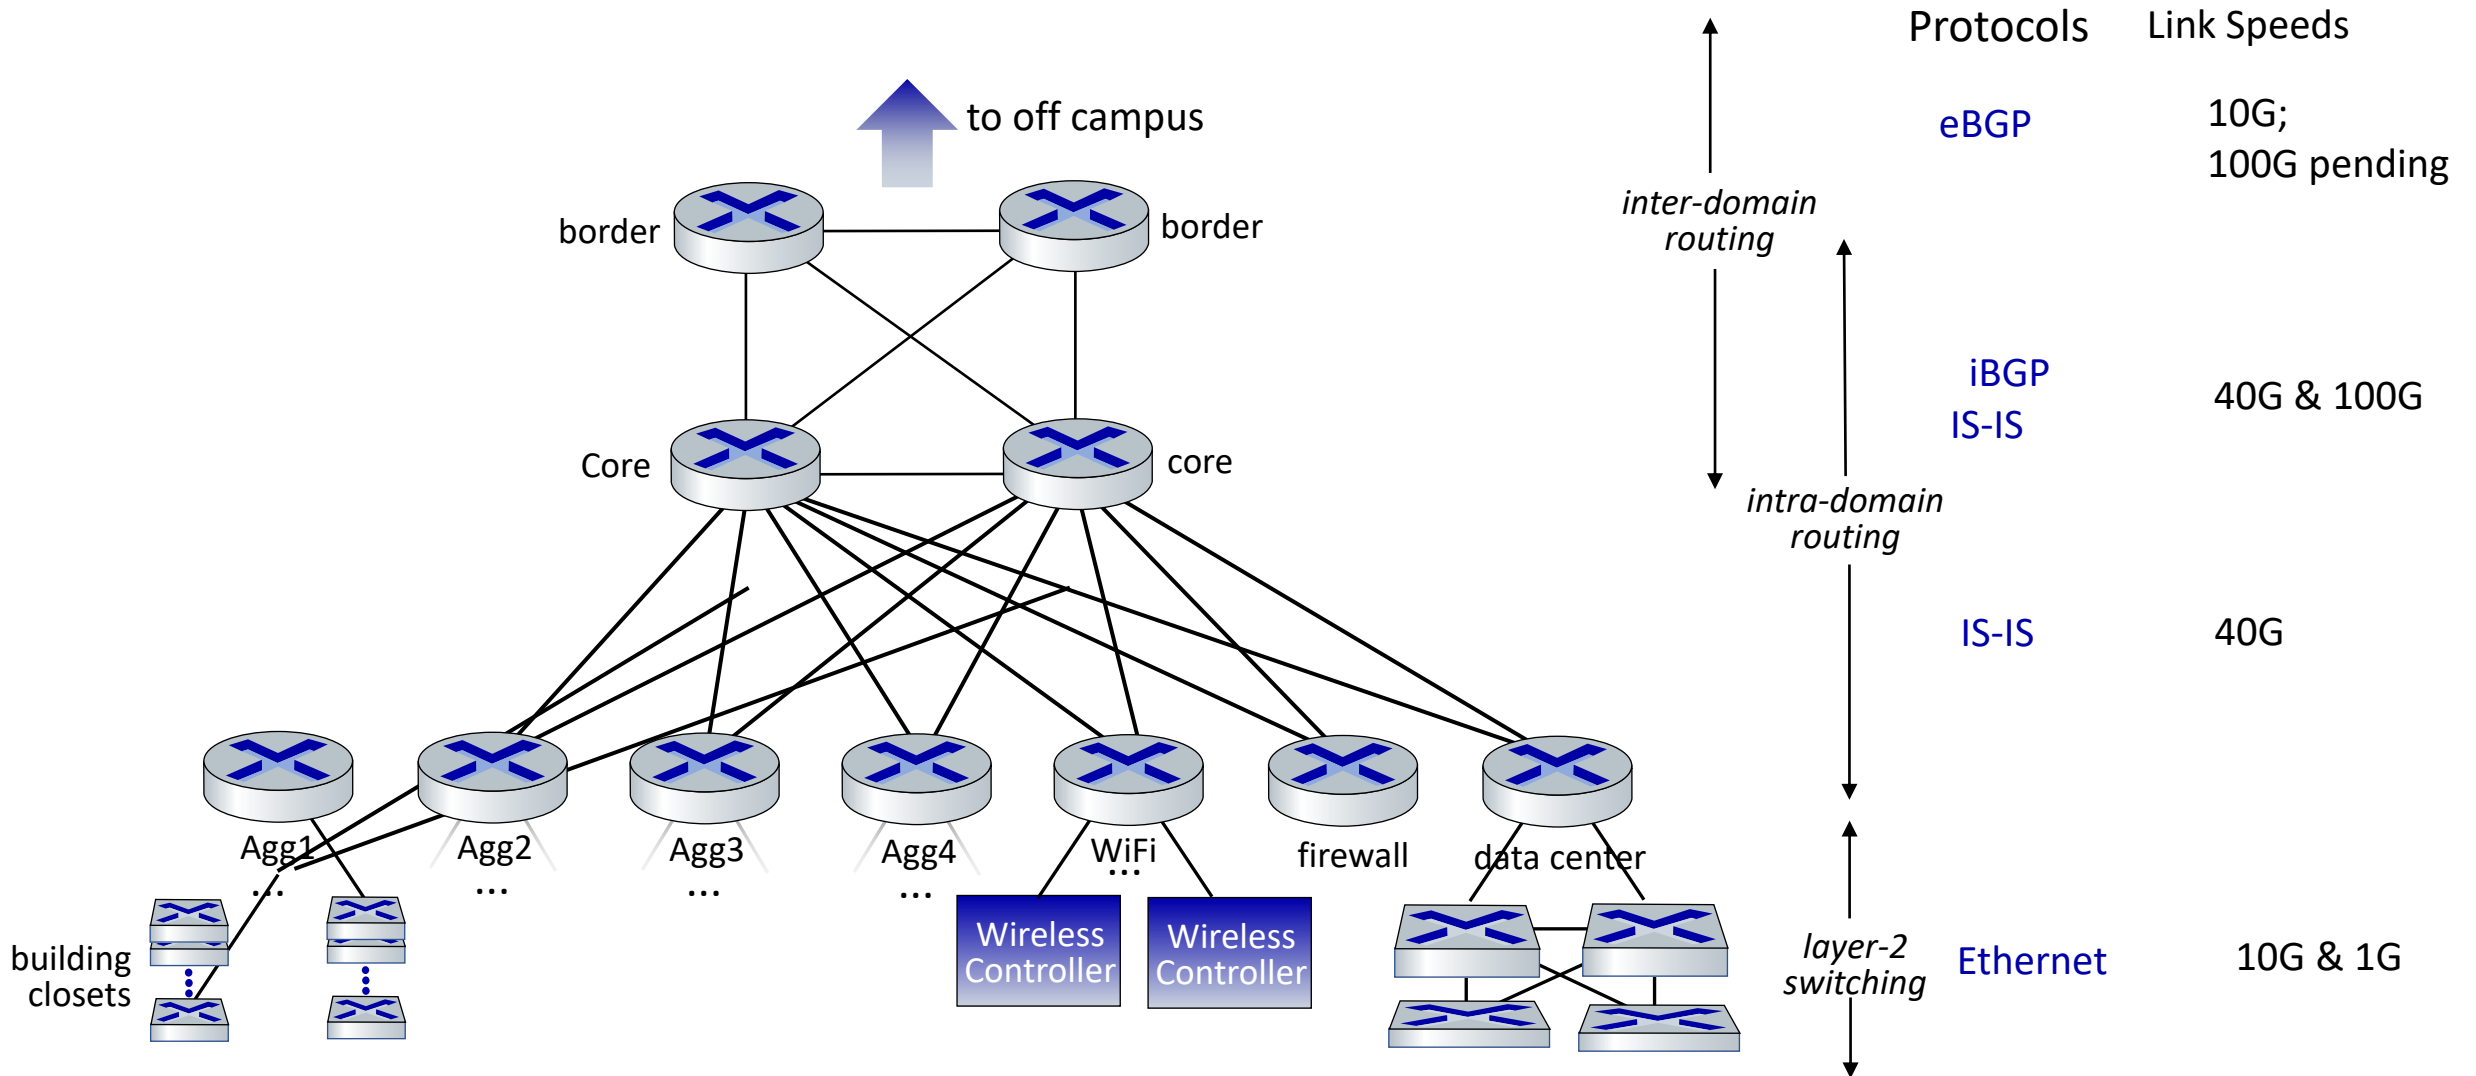 Protocols
Link Speeds
to off campus
eBGP
10G;
100G pending
border
border
inter-domain
routing
iBGP
IS-IS
40G & 100G
Core
core
intra-domain
routing
IS-IS
40G
Agg1
Agg2
Agg3
Agg4
WiFi
firewall
data center
...
...
...
...
...
building
closets
Wireless
Controller
Wireless
Controller
layer-2
switching
Ethernet
10G & 1G